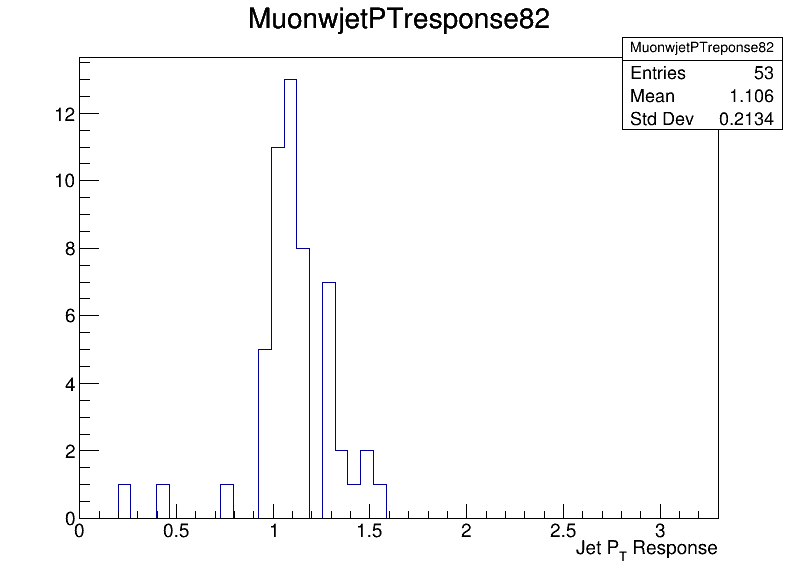 MuonwjetPTresponse82
MuonwjetPTreponse82
Entries 53
Mean 1.106
Std Dev 0.2134
12
10
8
6
4
2
0
0 0.5 1 1.5 2 2.5 3
Jet PT Response